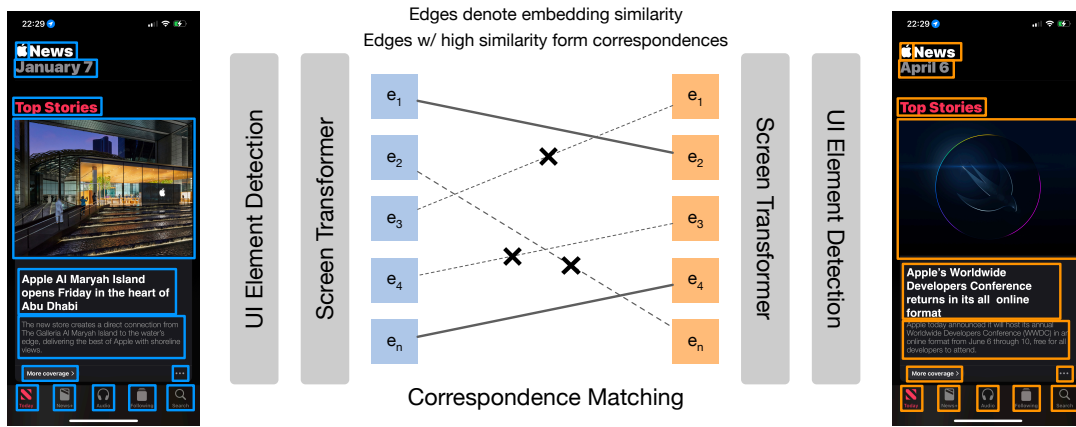 22:29
News
January 7
Top Stories
Apple Al Maryah Island
opens Friday in the heart of
Abu Dhabi
The new store creates a direct connection from
The Galleria Al Maryah Island to the water's
edge, delivering the best of Apple with shoreline
views.
More coverage >
Today
News+
Audio
Following
Search
UI Element Detection
Screen Transformer
Edges denote embedding similarity
Edges w/ high similarity form correspondences
e1
e2
e3
e4
en
e1
e2
e3
e4
en
Correspondence Matching
Screen Transformer
UI Element Detection
22:29
News
April 6
Top Stories
Apple's Worldwide
Developers Conference
returns in its all online
format
Apple today announced it will host its annual
Worldwide Developers Conference (WWDC) in an
online format from June 6 through 10, free for all
developers to attend.
More coverage >
Today
News+
Audio
Following
Search